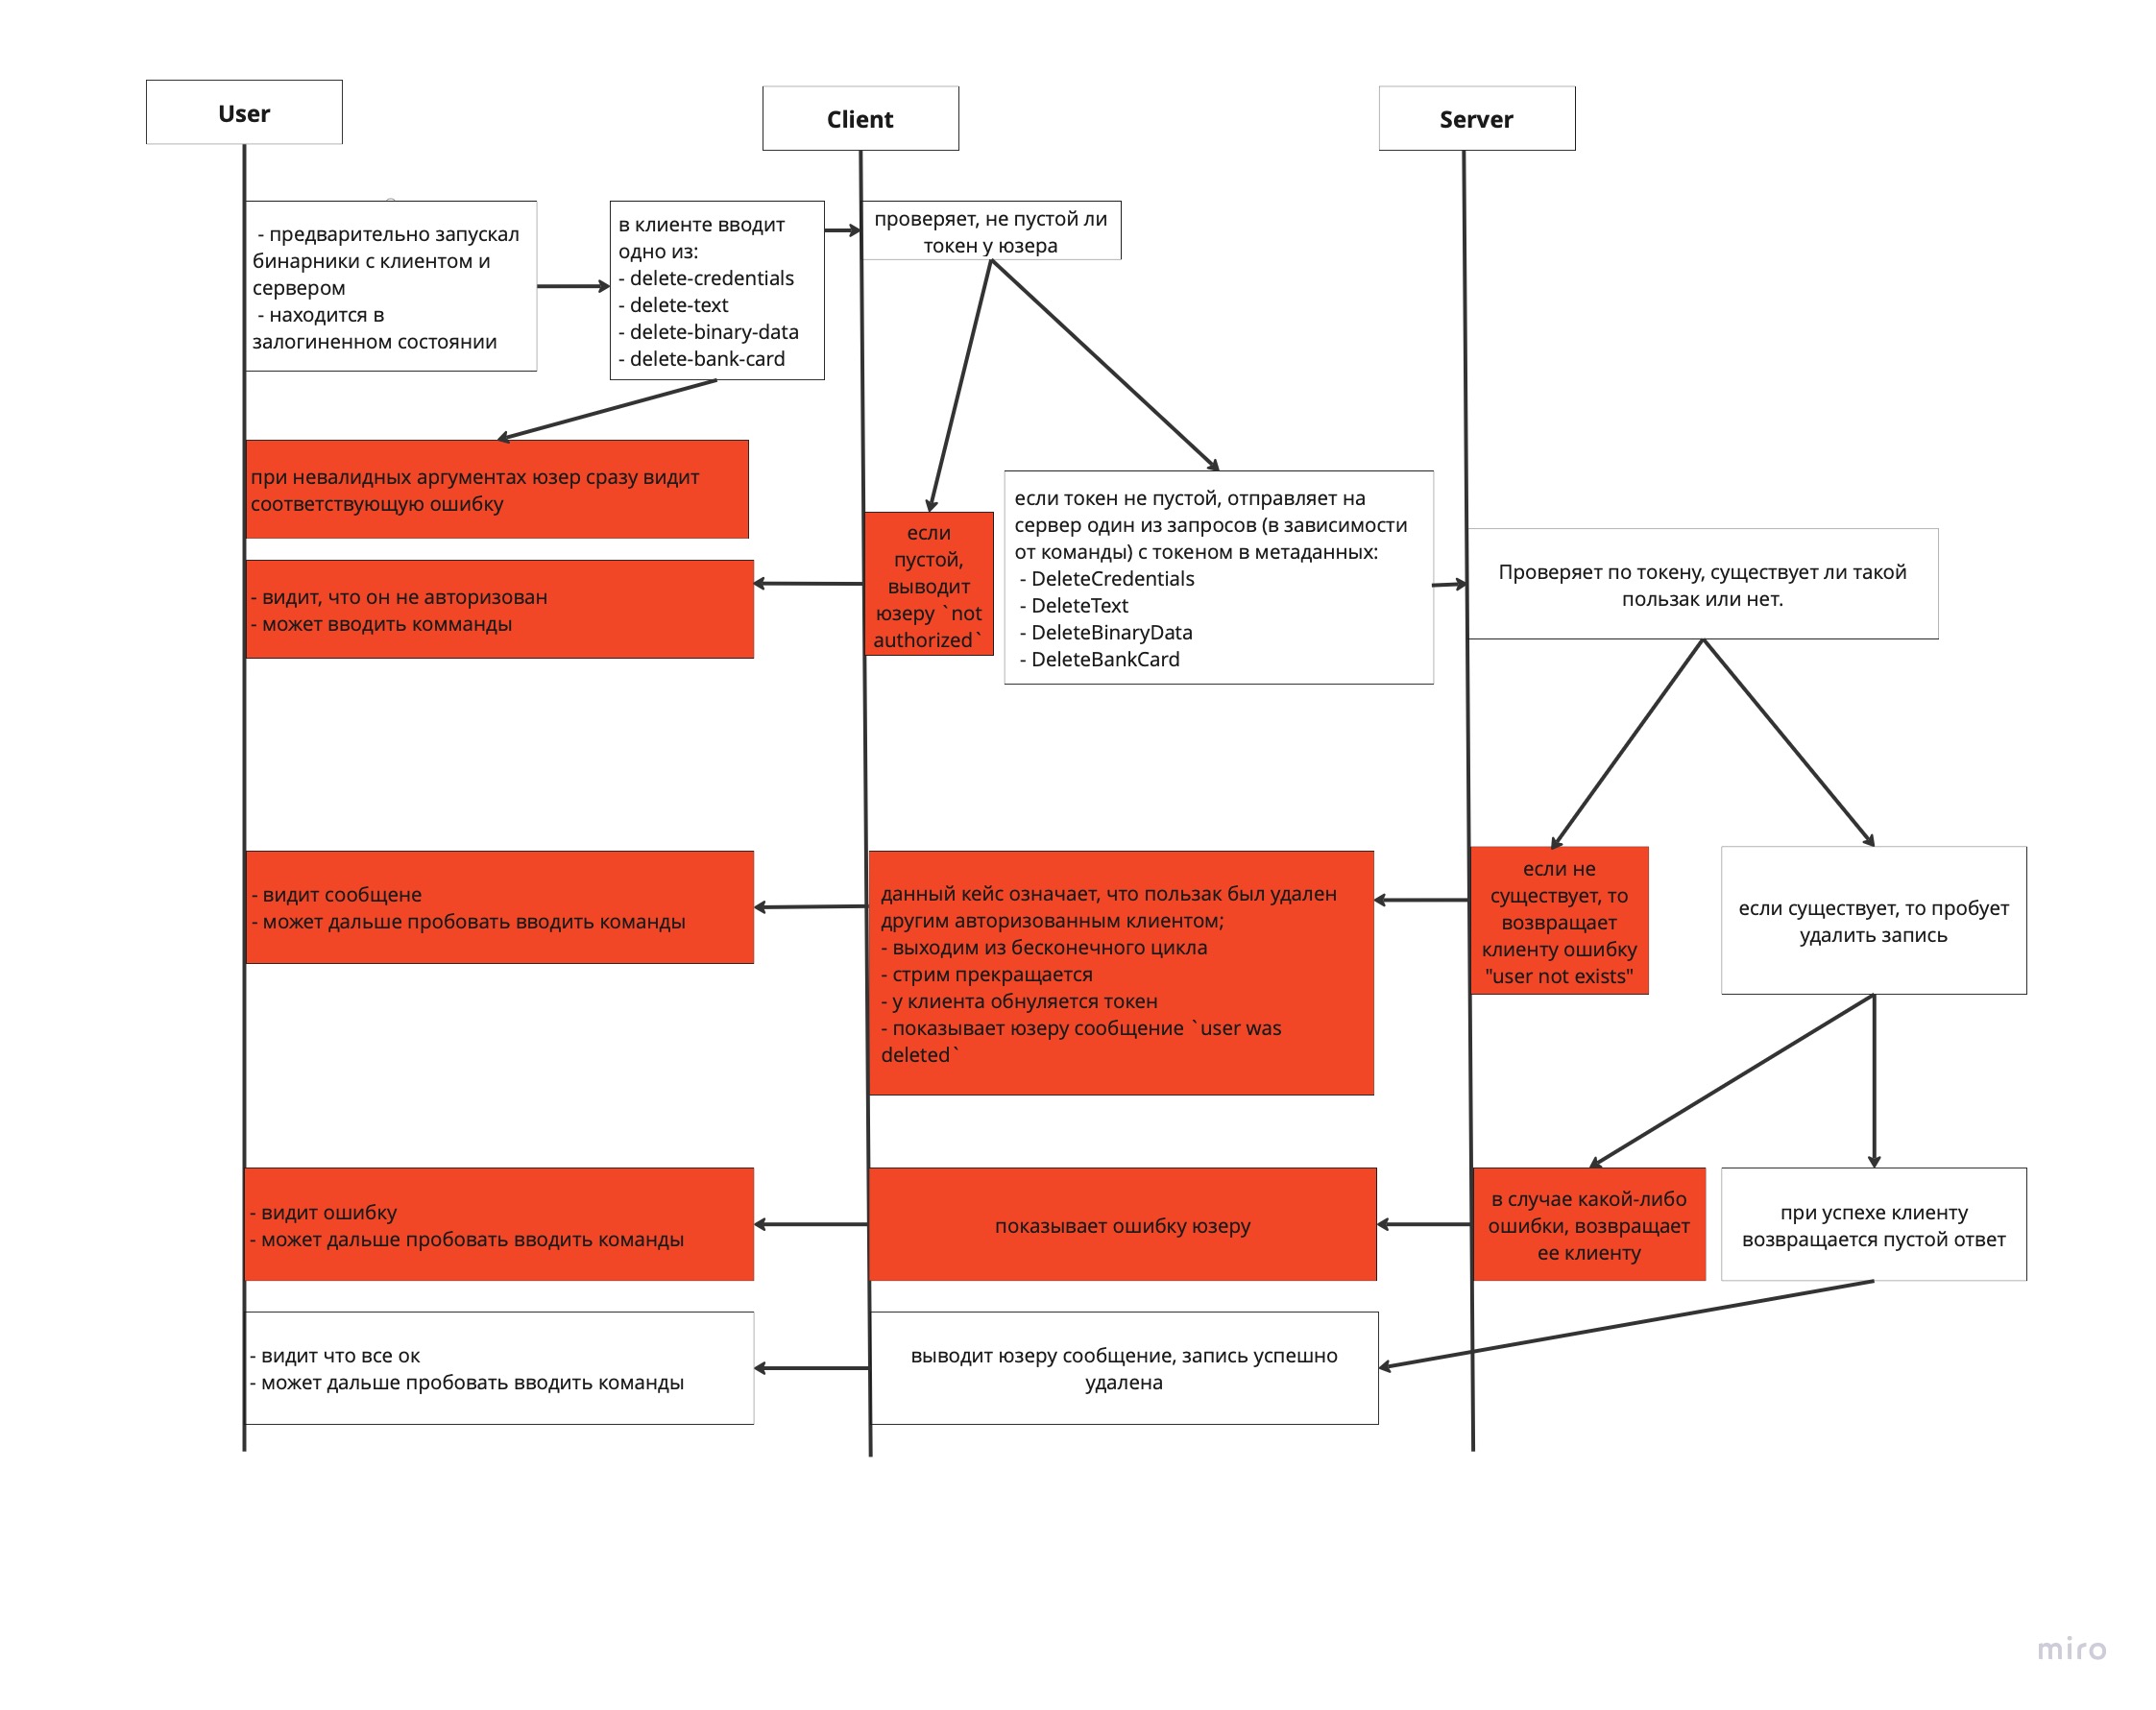 User
Client
Server
- предварительно запускал
бинарники с клиентом и
сервером
- находится в
залогиненном состоянии
в клиенте вводит
одно из:
- delete-credentials
- delete-text
- delete-binary-data
- delete-bank-card
проверяет, не пустой ли
токен у юзера
при невалидных аргументах юзер сразу видит
соответствующую ошибку
- видит, что он не авторизован
- может вводить комманды
если
пустой,
выводит
юзеру `not
authorized`
если токен не пустой, отправляет на
сервер один из запросов (в зависимости
от команды) с токеном в метаданных:
- DeleteCredentials
- DeleteText
- DeleteBinaryData
- DeleteBankCard
Проверяет по токену, существует ли такой
пользак или нет.
- видит сообщене
- может дальше пробовать вводить команды
данный кейс означает, что пользак был удален
другим авторизованным клиентом;
- выходим из бесконечного цикла
- стрим прекращается
- у клиента обнуляется токен
- показывает юзеру сообщение `user was
deleted`
если не
существует, то
возвращает
клиенту ошибку
"user not exists"
если существует, то пробует
удалить запись
- видит ошибку
- может дальше пробовать вводить команды
показывает ошибку юзеру
в случае какой-либо
ошибки, возвращает
ее клиенту
при успехе клиенту
возвращается пустой ответ
- видит что все ок
- может дальше пробовать вводить команды
выводит юзеру сообщение, запись успешно
удалена
miro